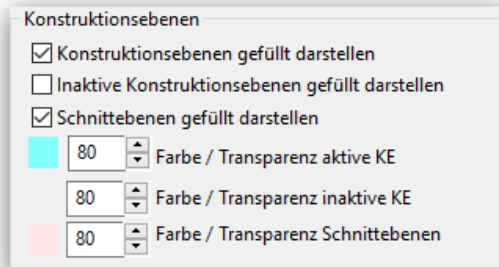 Konstruktionsebenen
Konstruktionsebenen gefüllt darstellen
Inaktive Konstruktionsebenen gefüllt darstellen
Schnittebenen gefüllt darstellen
80 Farbe / Transparenz aktive KE
80 Farbe / Transparenz inaktive KE
80 Farbe / Transparenz Schnittebenen